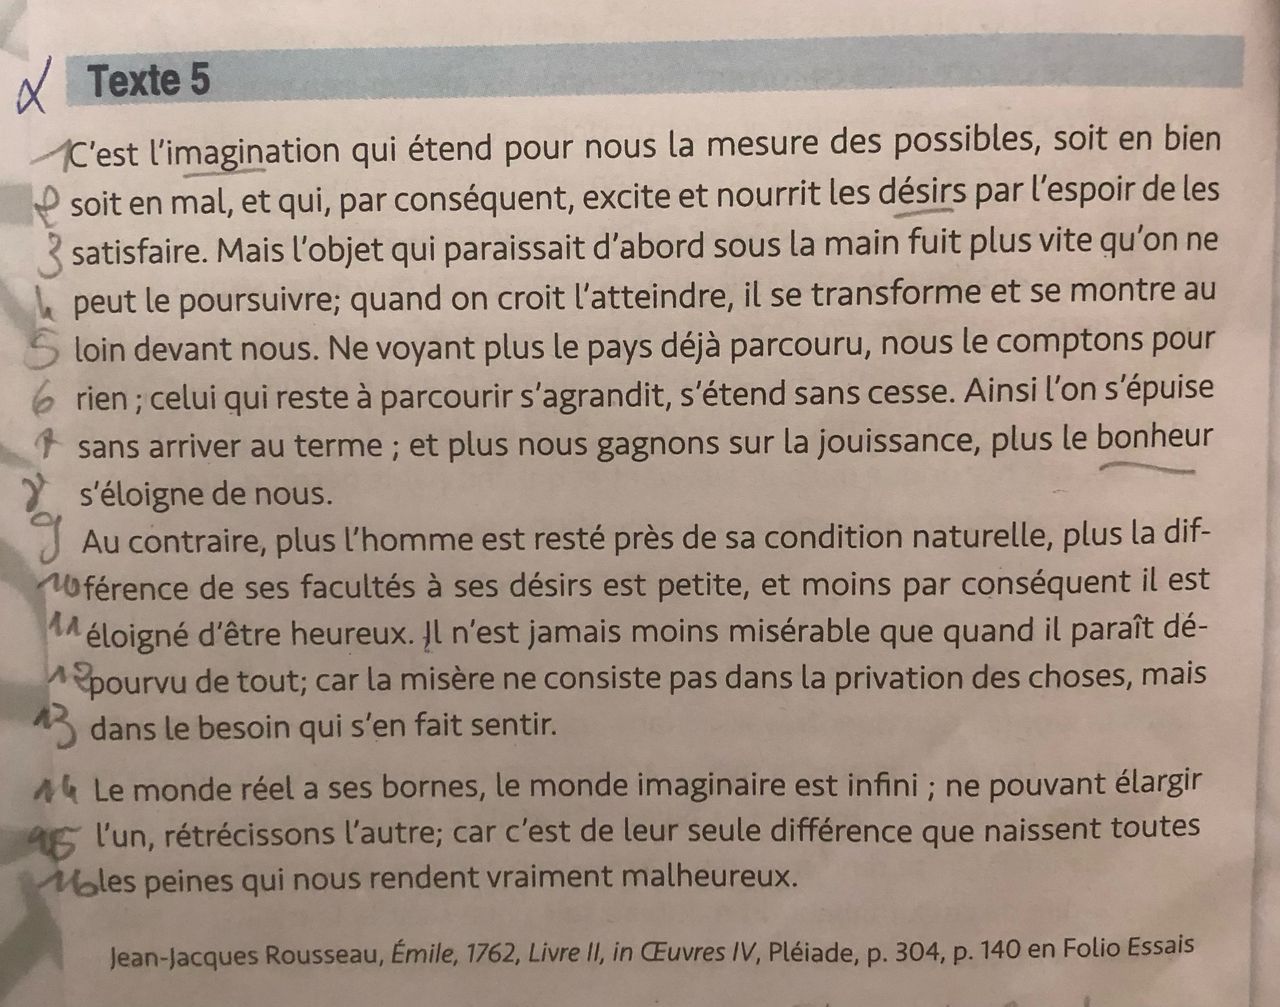 Texte 5
1 C'est l'imagination qui étend pour nous la mesure des possibles, soit en bien
2 soit en mal, et qui, par conséquent, excite et nourrit les désirs par l'espoir de les
3 satisfaire. Mais l'objet qui paraissait d'abord sous la main fuit plus vite qu'on ne
4 peut le poursuivre; quand on croit l'atteindre, il se transforme et se montre au
5 loin devant nous. Ne voyant plus le pays déjà parcouru, nous le comptons pour
6 rien ; celui qui reste à parcourir s'agrandit, s'étend sans cesse. Ainsi l'on s'épuise
7 sans arriver au terme ; et plus nous gagnons sur la jouissance, plus le bonheur
8 s'éloigne de nous.
9 Au contraire, plus l'homme est resté près de sa condition naturelle, plus la dif-
10 férence de ses facultés à ses désirs est petite, et moins par conséquent il est
11 éloigné d'être heureux. Il n'est jamais moins misérable que quand il paraît dé-
12 pourvu de tout; car la misère ne consiste pas dans la privation des choses, mais
13 dans le besoin qui s'en fait sentir.
14 Le monde réel a ses bornes, le monde imaginaire est infini ; ne pouvant élargir
15 l'un, rétrécissons l'autre; car c'est de leur seule différence que naissent toutes
16 les peines qui nous rendent vraiment malheureux.
Jean-Jacques Rousseau, Émile, 1762, Livre II, in Œuvres IV, Pléiade, p. 304, p. 140 en Folio Essais